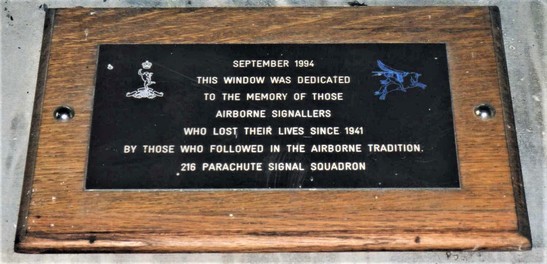 SEPTEMBER 1994
THIS WINDOW WAS DEDICATED
TO THE MEMORY OF THOSE
AIRBORNE SIGNALLERS
WHO LOST THEIR LIVES SINCE 1941
BY THOSE WHO FOLLOWED IN THE AIRBORNE TRADITION.
216 PARACHUTE SIGNAL SQUADRON